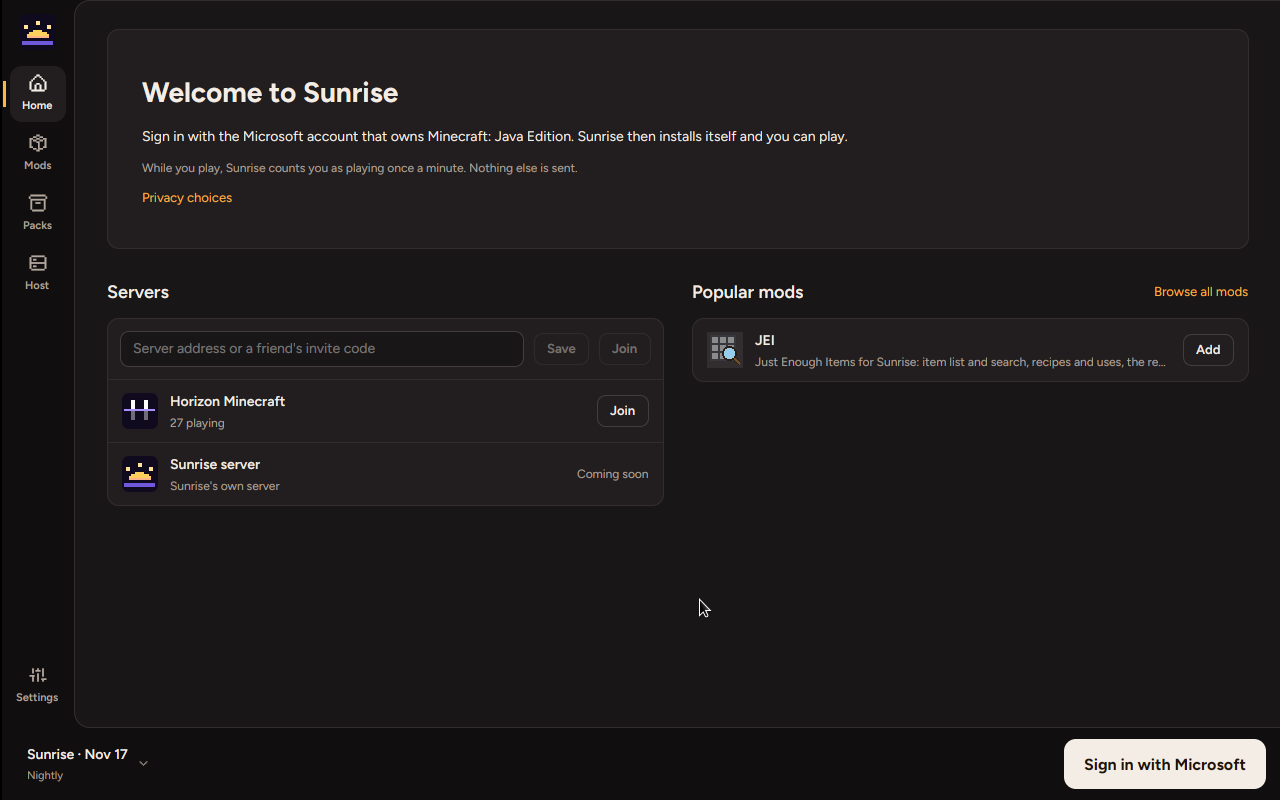 Home
Mods
Packs
Host
Settings
Welcome to Sunrise
Sign in with the Microsoft account that owns Minecraft: Java Edition. Sunrise then installs itself and you can play.
While you play, Sunrise counts you as playing once a minute. Nothing else is sent.
Privacy choices
Servers
Server address or a friend's invite code
Save
Join
Horizon Minecraft
27 playing
Join
Sunrise server
Sunrise's own server
Coming soon
Popular mods
Browse all mods
JEI
Just Enough Items for Sunrise: item list and search, recipes and uses, the re...
Add
Sunrise · Nov 17
Nightly
Sign in with Microsoft